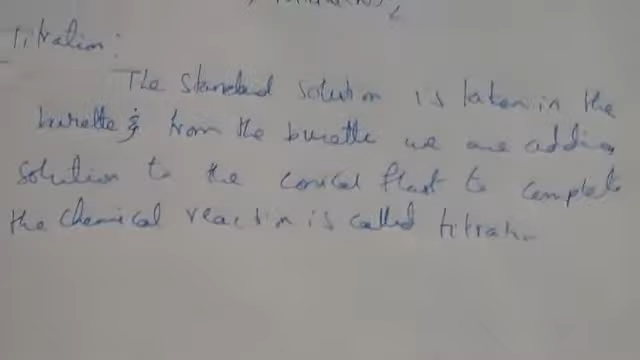 Titration:
The standard solution is taken in the
burette & from the burette we are adding
solution to the conical flask to complete
the chemical reaction is called titration